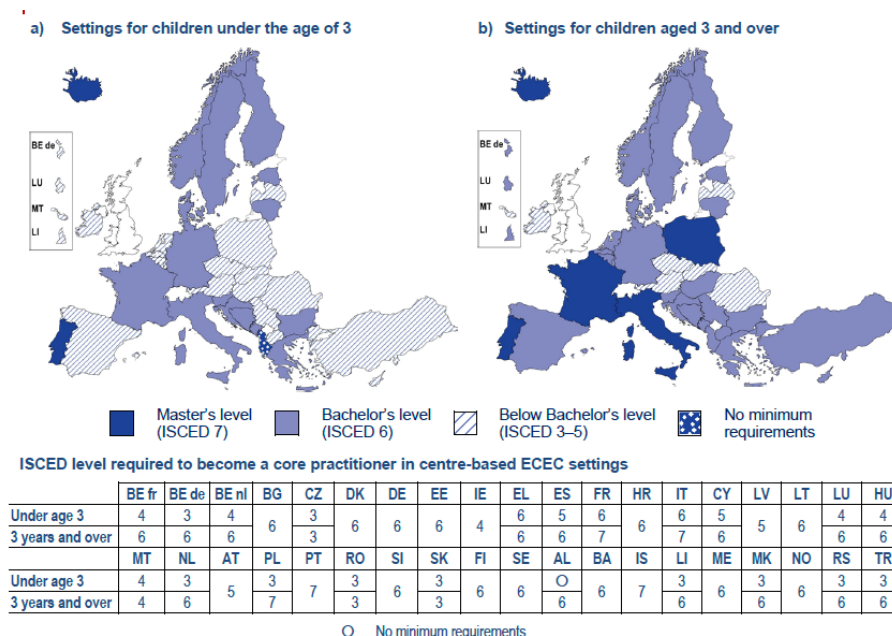 a) Settings for children under the age of 3
b) Settings for children aged 3 and over
BE de
LU
MT
LI
BE de
LU
MT
LI
Master's level (ISCED 7)
Bachelor's level (ISCED 6)
Below Bachelor's level (ISCED 3–5)
No minimum requirements
ISCED level required to become a core practitioner in centre-based ECEC settings
BE fr BE de BE nl BG CZ DK DE EE IE EL ES FR HR IT CY LV LT LU HU
Under age 3 4 3 4 6 3 6 6 6 4 6 5 6 6 6 5 5 6 4 4
3 years and over 6 6 6 3 6 6 7 7 6 6 6
MT NL AT PL PT RO SI SK FI SE AL BA IS LI ME MK NO RS TR
Under age 3 4 3 5 3 7 3 6 3 6 6 O 6 7 3 6 3 6 3 3
3 years and over 4 6 7 3 3 6 6 6 6 6
O No minimum requirements